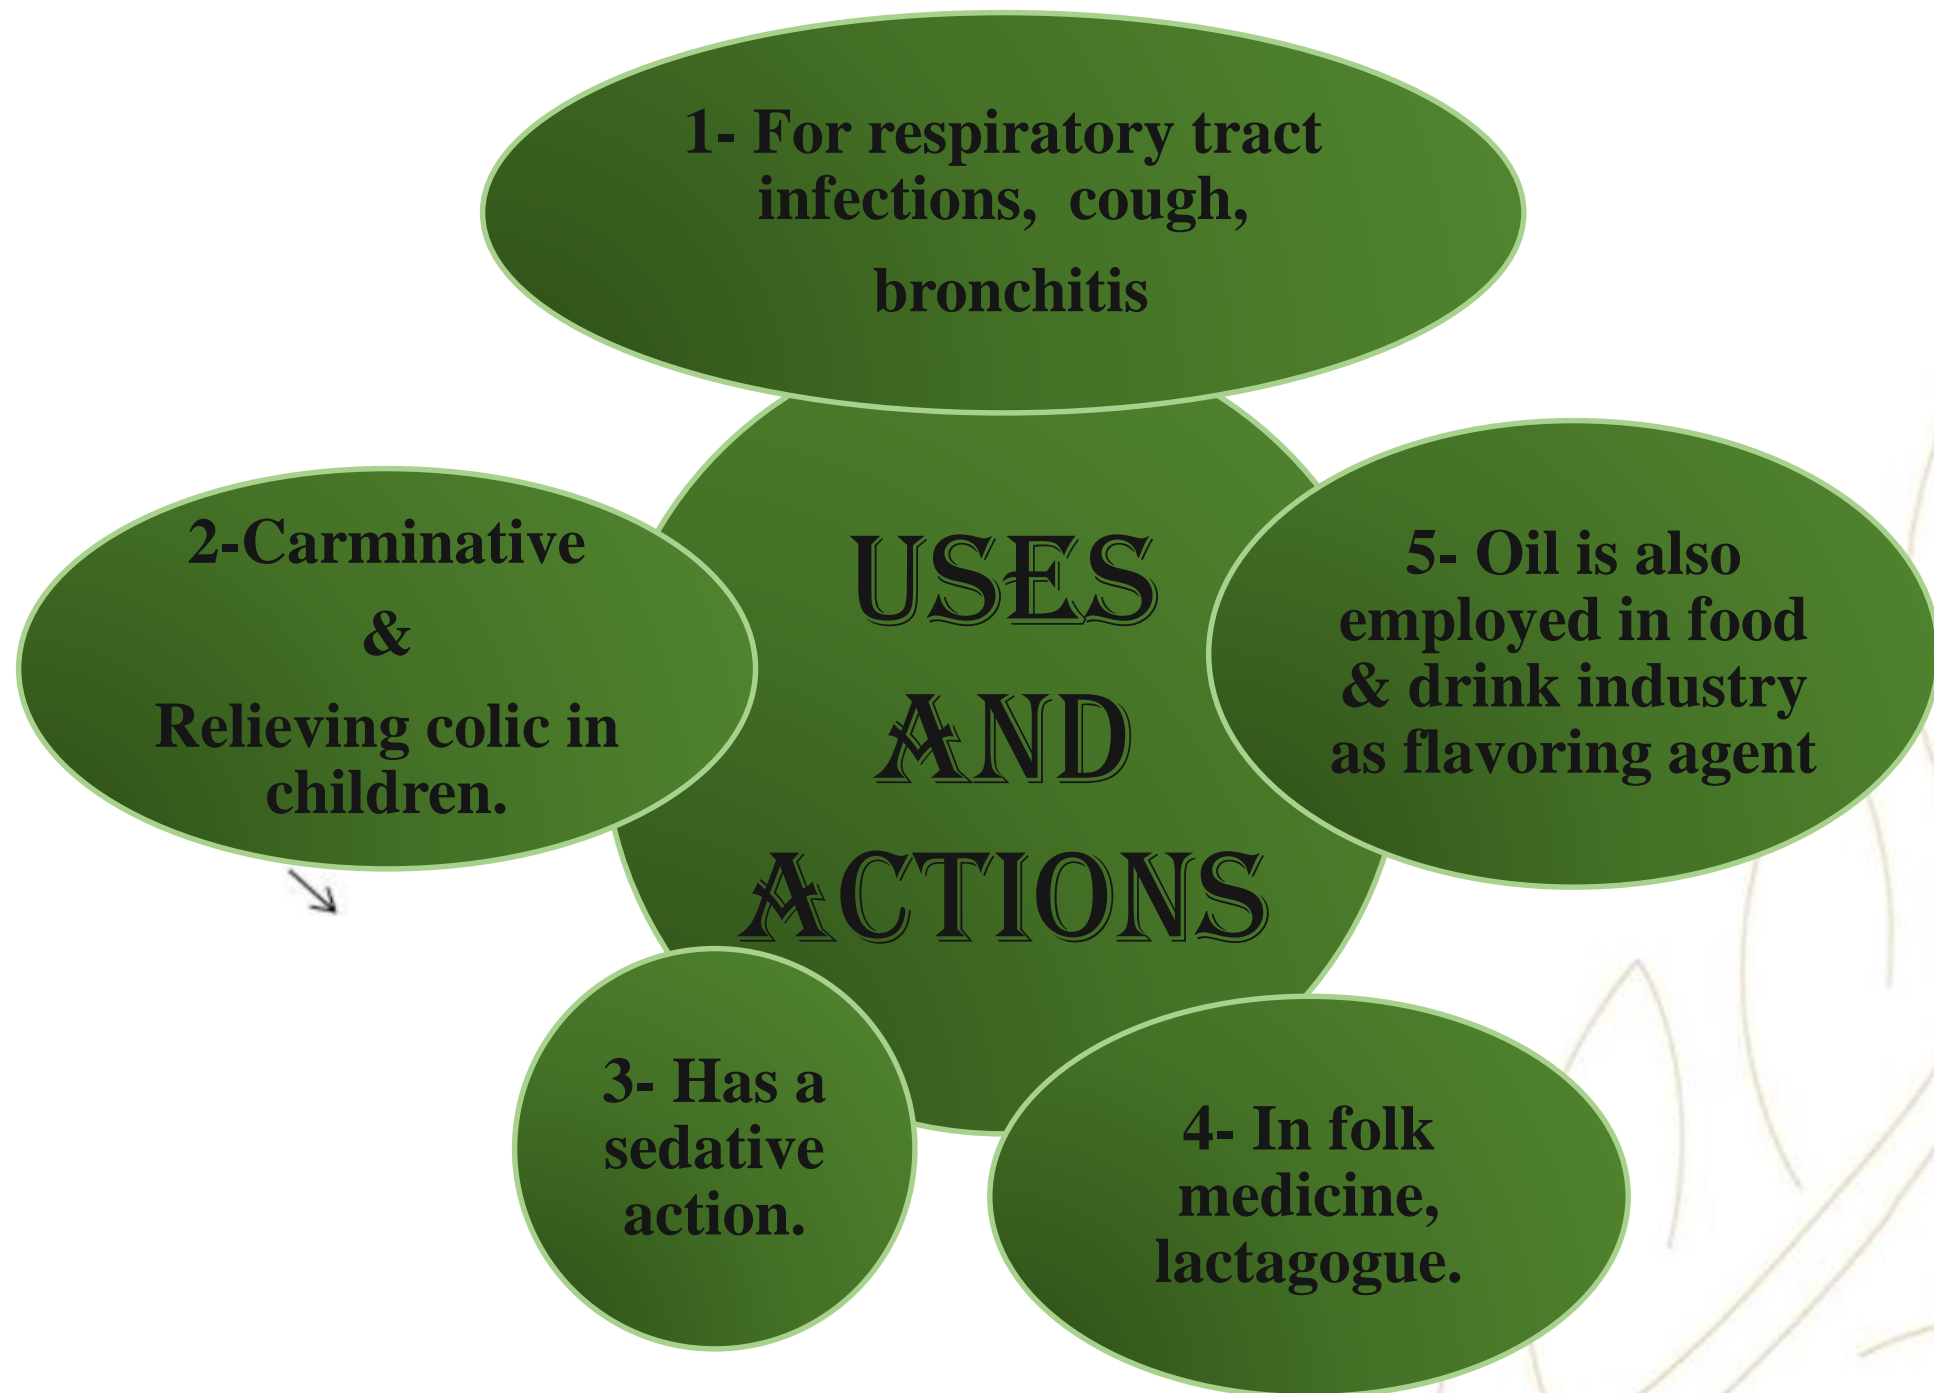 1- For respiratory tract
infections,  cough,
bronchitis
2-Carminative
&
Relieving colic in
children.
USES
AND
ACTIONS
5- Oil is also
employed in food
& drink industry
as flavoring agent
3- Has a
sedative
action.
4- In folk
medicine,
lactagogue.